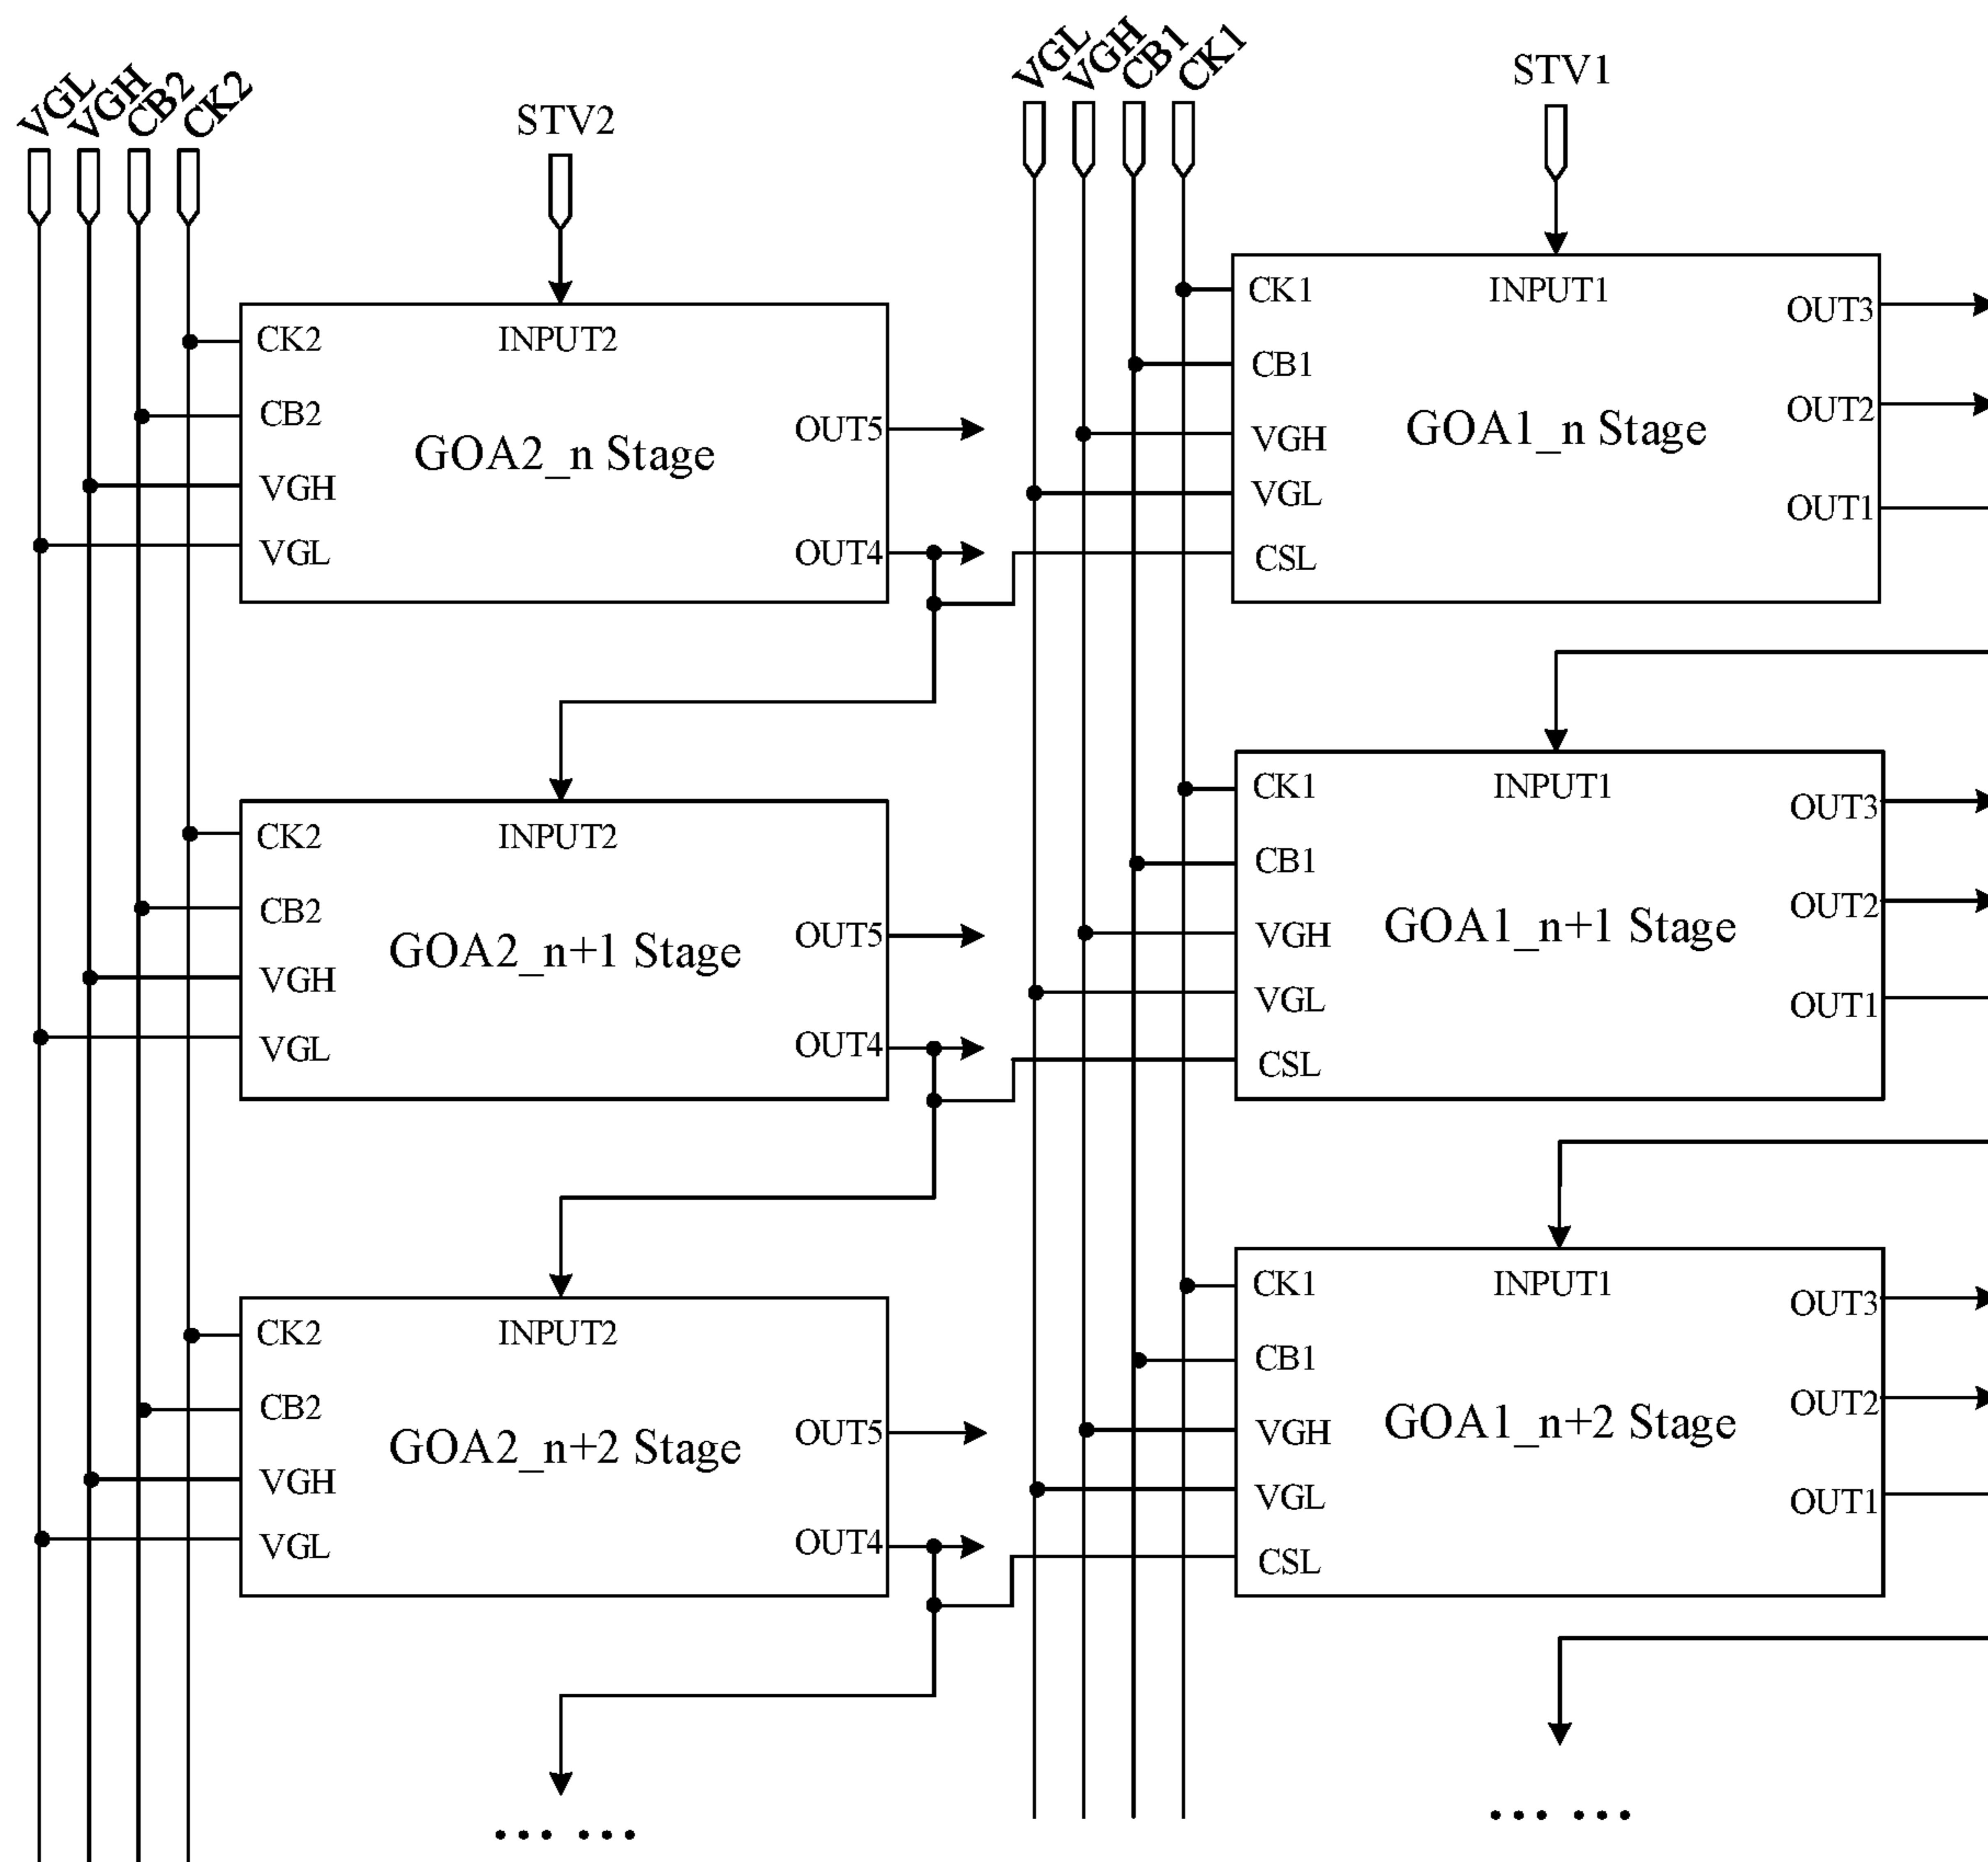 VGL
VGH
CB2
CK2
STV2
VGL
VGH
CB1
CK1
STV1
CK2
INPUT2
CB2
OUT5
GOA2_n Stage
VGH
VGL
OUT4
CK1
INPUT1
OUT3
CB1
OUT2
GOA1_n Stage
VGH
VGL
OUT1
CSL
CK2
INPUT2
CB2
OUT5
GOA2_n+1 Stage
VGH
VGL
OUT4
CK1
INPUT1
OUT3
CB1
OUT2
GOA1_n+1 Stage
VGH
VGL
OUT1
CSL
CK2
INPUT2
CB2
OUT5
GOA2_n+2 Stage
VGH
VGL
OUT4
CK1
INPUT1
OUT3
CB1
OUT2
GOA1_n+2 Stage
VGH
VGL
OUT1
CSL
... ...
... ...